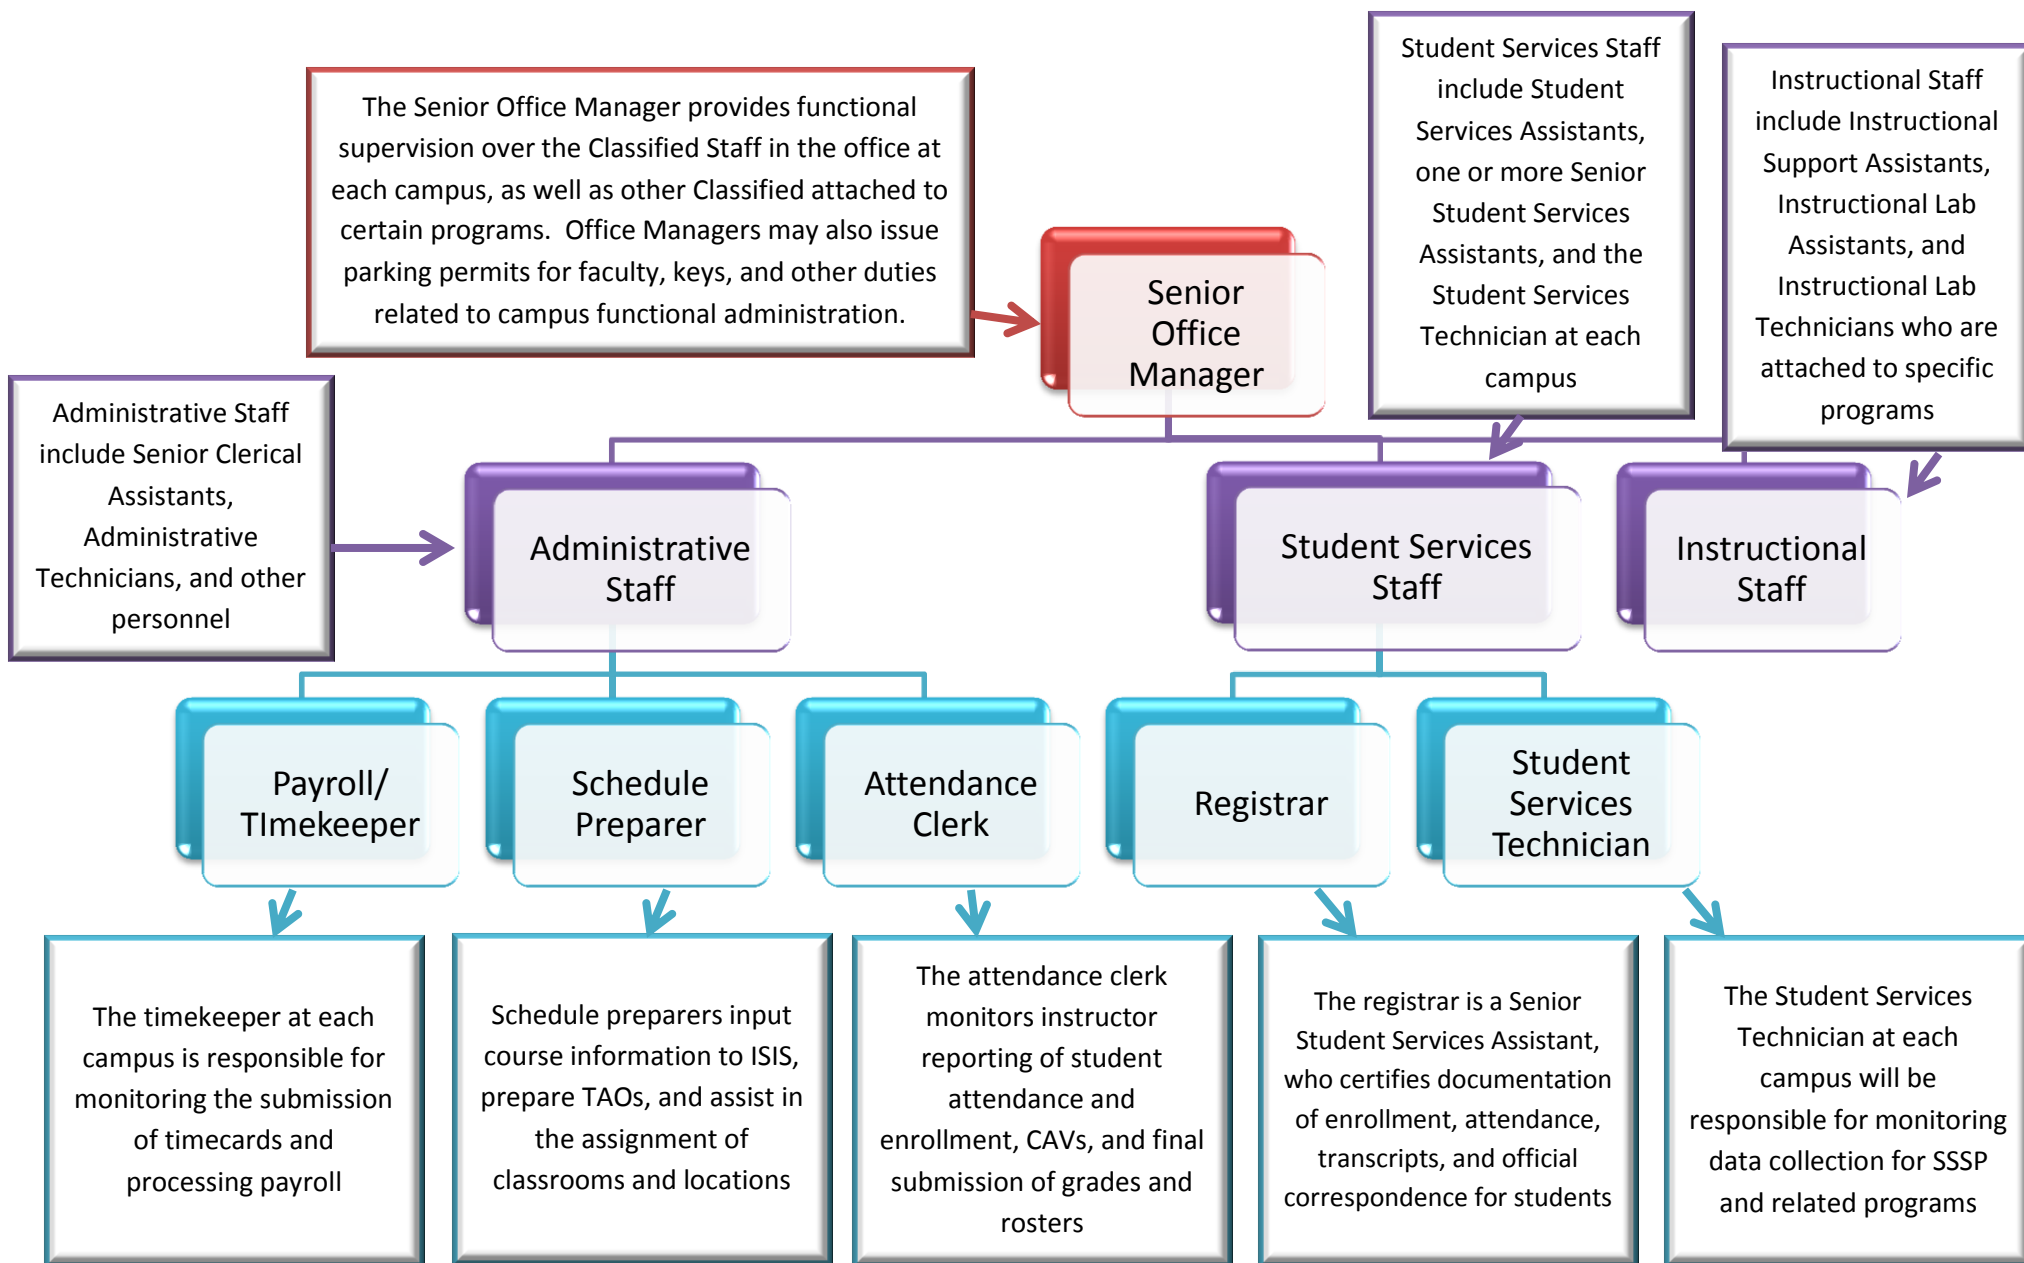 The Senior Office Manager provides functional
supervision over the Classified Staff in the office at
each campus, as well as other Classified attached to
certain programs.  Office Managers may also issue
parking permits for faculty, keys, and other duties
related to campus functional administration.
Student Services Staff
include Student
Services Assistants,
one or more Senior
Student Services
Assistants, and the
Student Services
Technician at each
campus
Instructional Staff
include Instructional
Support Assistants,
Instructional Lab
Assistants, and
Instructional Lab
Technicians who are
attached to specific
programs
Senior
Office
Manager
Administrative Staff
include Senior Clerical
Assistants,
Administrative
Technicians, and other
personnel
Administrative
Staff
Student Services
Staff
Instructional
Staff
Payroll/
TImekeeper
Schedule
Preparer
Attendance
Clerk
Registrar
Student
Services
Technician
The timekeeper at each
campus is responsible for
monitoring the submission
of timecards and
processing payroll
Schedule preparers input
course information to ISIS,
prepare TAOs, and assist in
the assignment of
classrooms and locations
The attendance clerk
monitors instructor
reporting of student
attendance and
enrollment, CAVs, and final
submission of grades and
rosters
The registrar is a Senior
Student Services Assistant,
who certifies documentation
of enrollment, attendance,
transcripts, and official
correspondence for students
The Student Services
Technician at each
campus will be
responsible for monitoring
data collection for SSSP
and related programs